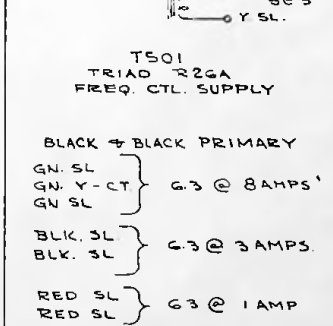 Y SL.
T501
TRIAD R26A
FREQ. CTL. SUPPLY
BLACK & BLACK PRIMARY
GN. SL
GN. Y-CT
GN SL
6.3 @ 8 AMPS
BLK. SL
BLK. SL
6.3 @ 3 AMPS.
RED SL
RED SL
6 3 @ 1 AMP